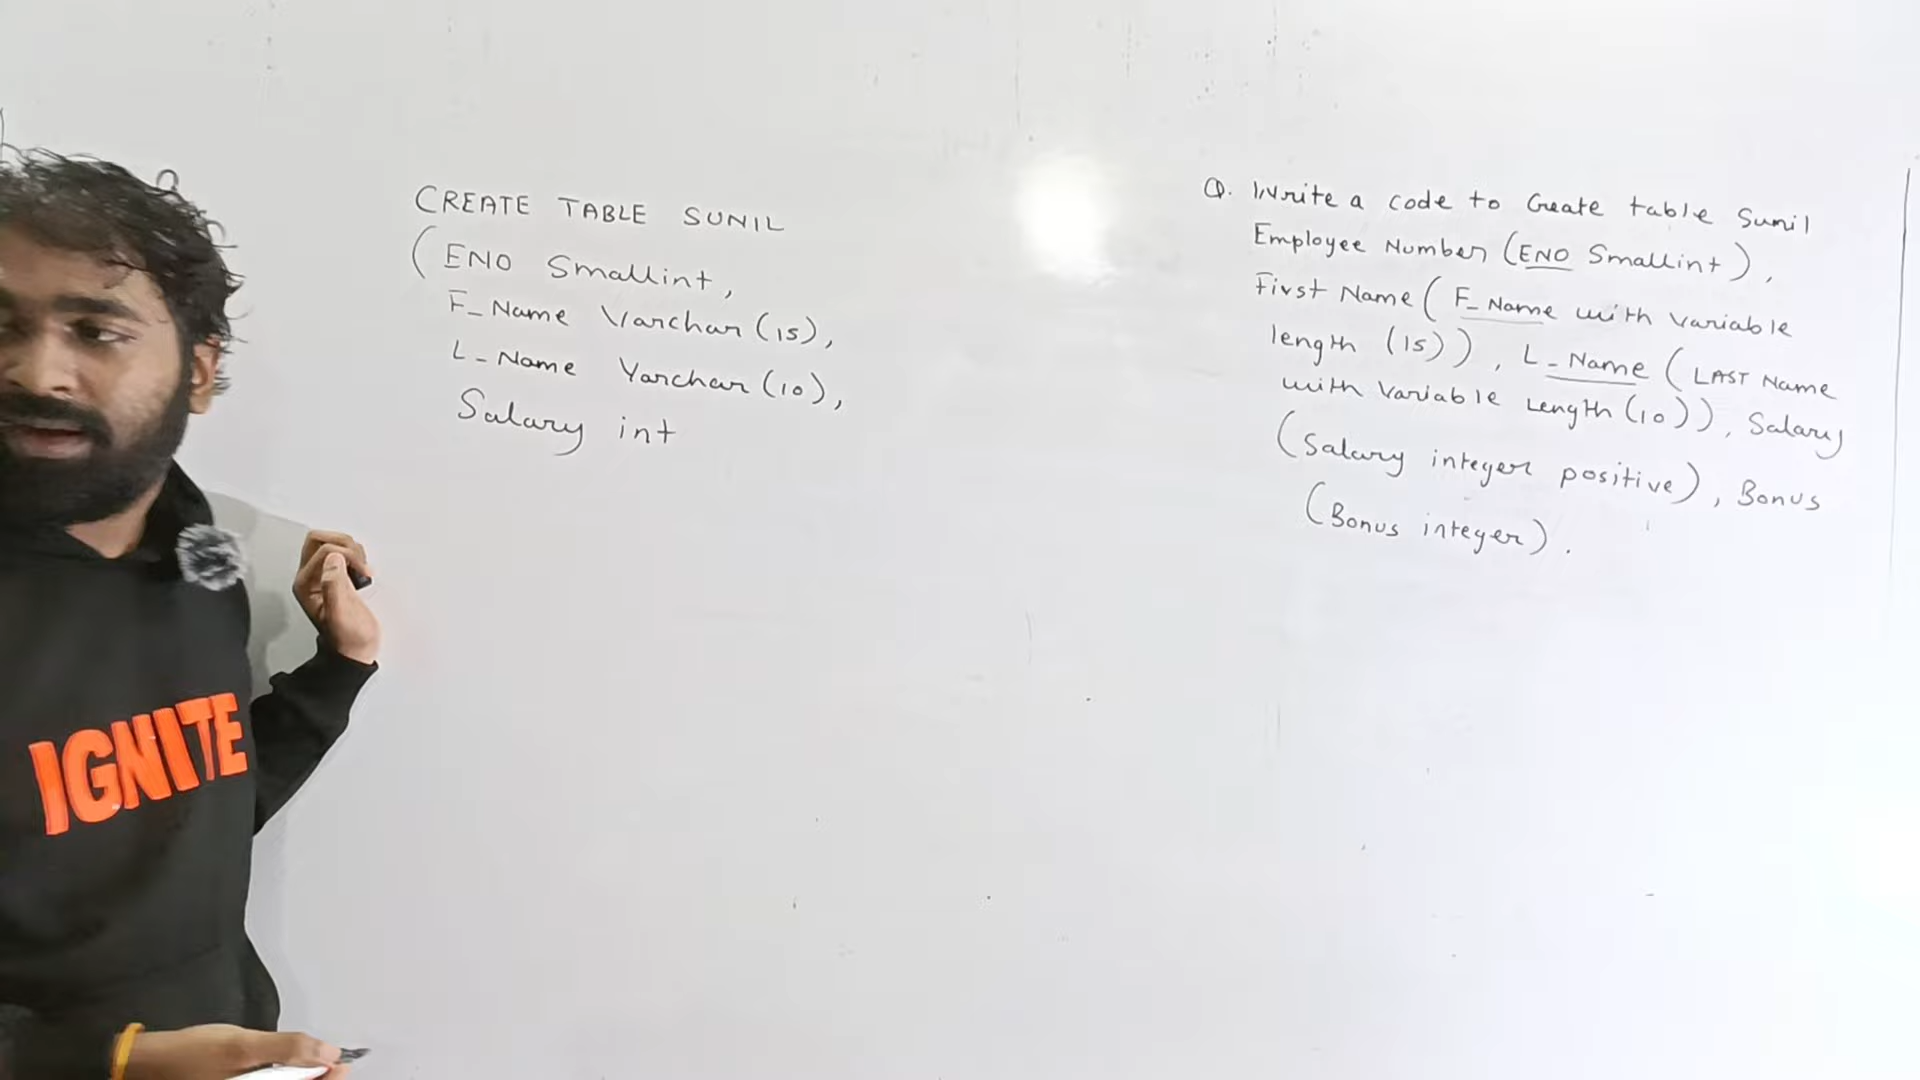 CREATE TABLE SUNIL
(ENO Smallint,
F_Name Varchar(15),
L-Name Varchar(10),
Salary int
Q. Write a code to Create table Sunil
Employee Number (ENO Smallint),
First Name (F_Name with variable
length (15)), L-Name (LAST Name
with Variable Length(10)), Salary
(Salary integer positive), Bonus
(Bonus integer).
IGNITE